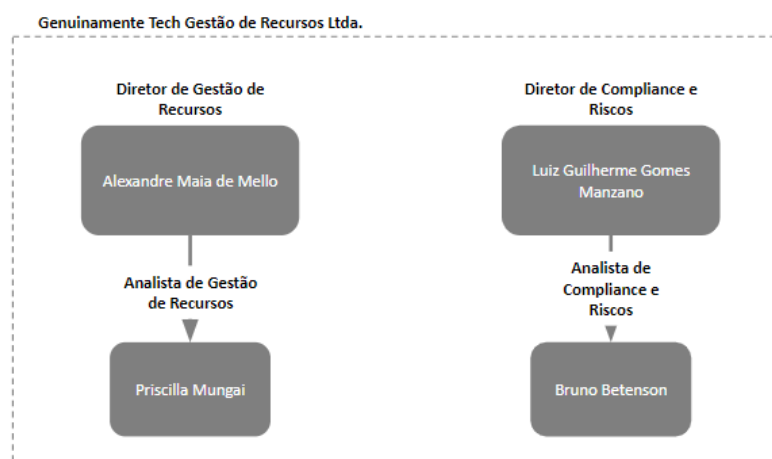 Genuinamente Tech Gestão de Recursos Ltda.
Diretor de Gestão de
Recursos
Alexandre Maia de Mello
Analista de Gestão
de Recursos
Priscilla Mungai
Diretor de Compliance e
Riscos
Luiz Guilherme Gomes
Manzano
Analista de
Compliance e
Riscos
Bruno Betenson